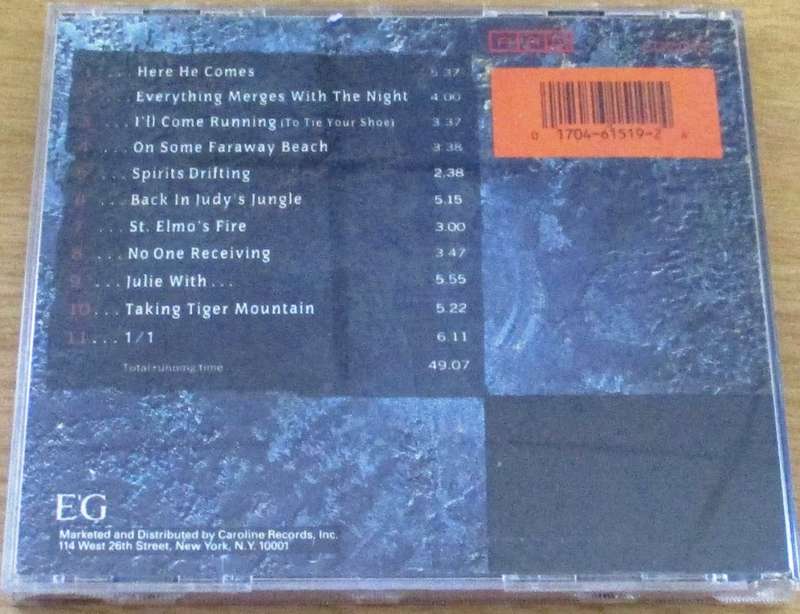 1 ... Here He Comes 5.37
2 ... Everything Merges With The Night 4.00
3 ... I'll Come Running (To Tie Your Shoe) 3.37
4 ... On Some Faraway Beach 3.38
5 ... Spirits Drifting 2.38
6 ... Back In Judy's Jungle 5.15
7 ... St. Elmo's Fire 3.00
8 ... No One Receiving 3.47
9 ... Julie With... 5.55
10 ... Taking Tiger Mountain 5.22
11 ... 1/1 6.11
Total running time 49.07
0 1704-61519-2
E'G
Marketed and Distributed by Caroline Records, Inc.
114 West 26th Street, New York, N.Y. 10001